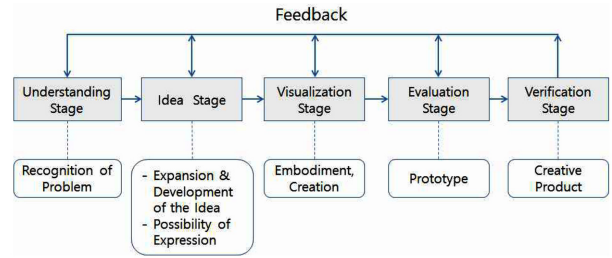 Feedback
Understanding
Stage
Idea Stage
Visualization
Stage
Evaluation
Stage
Verification
Stage
Recognition of
Problem
- Expansion &
Development
of the Idea
- Possibility of
Expression
Embodiment,
Creation
Prototype
Creative
Product